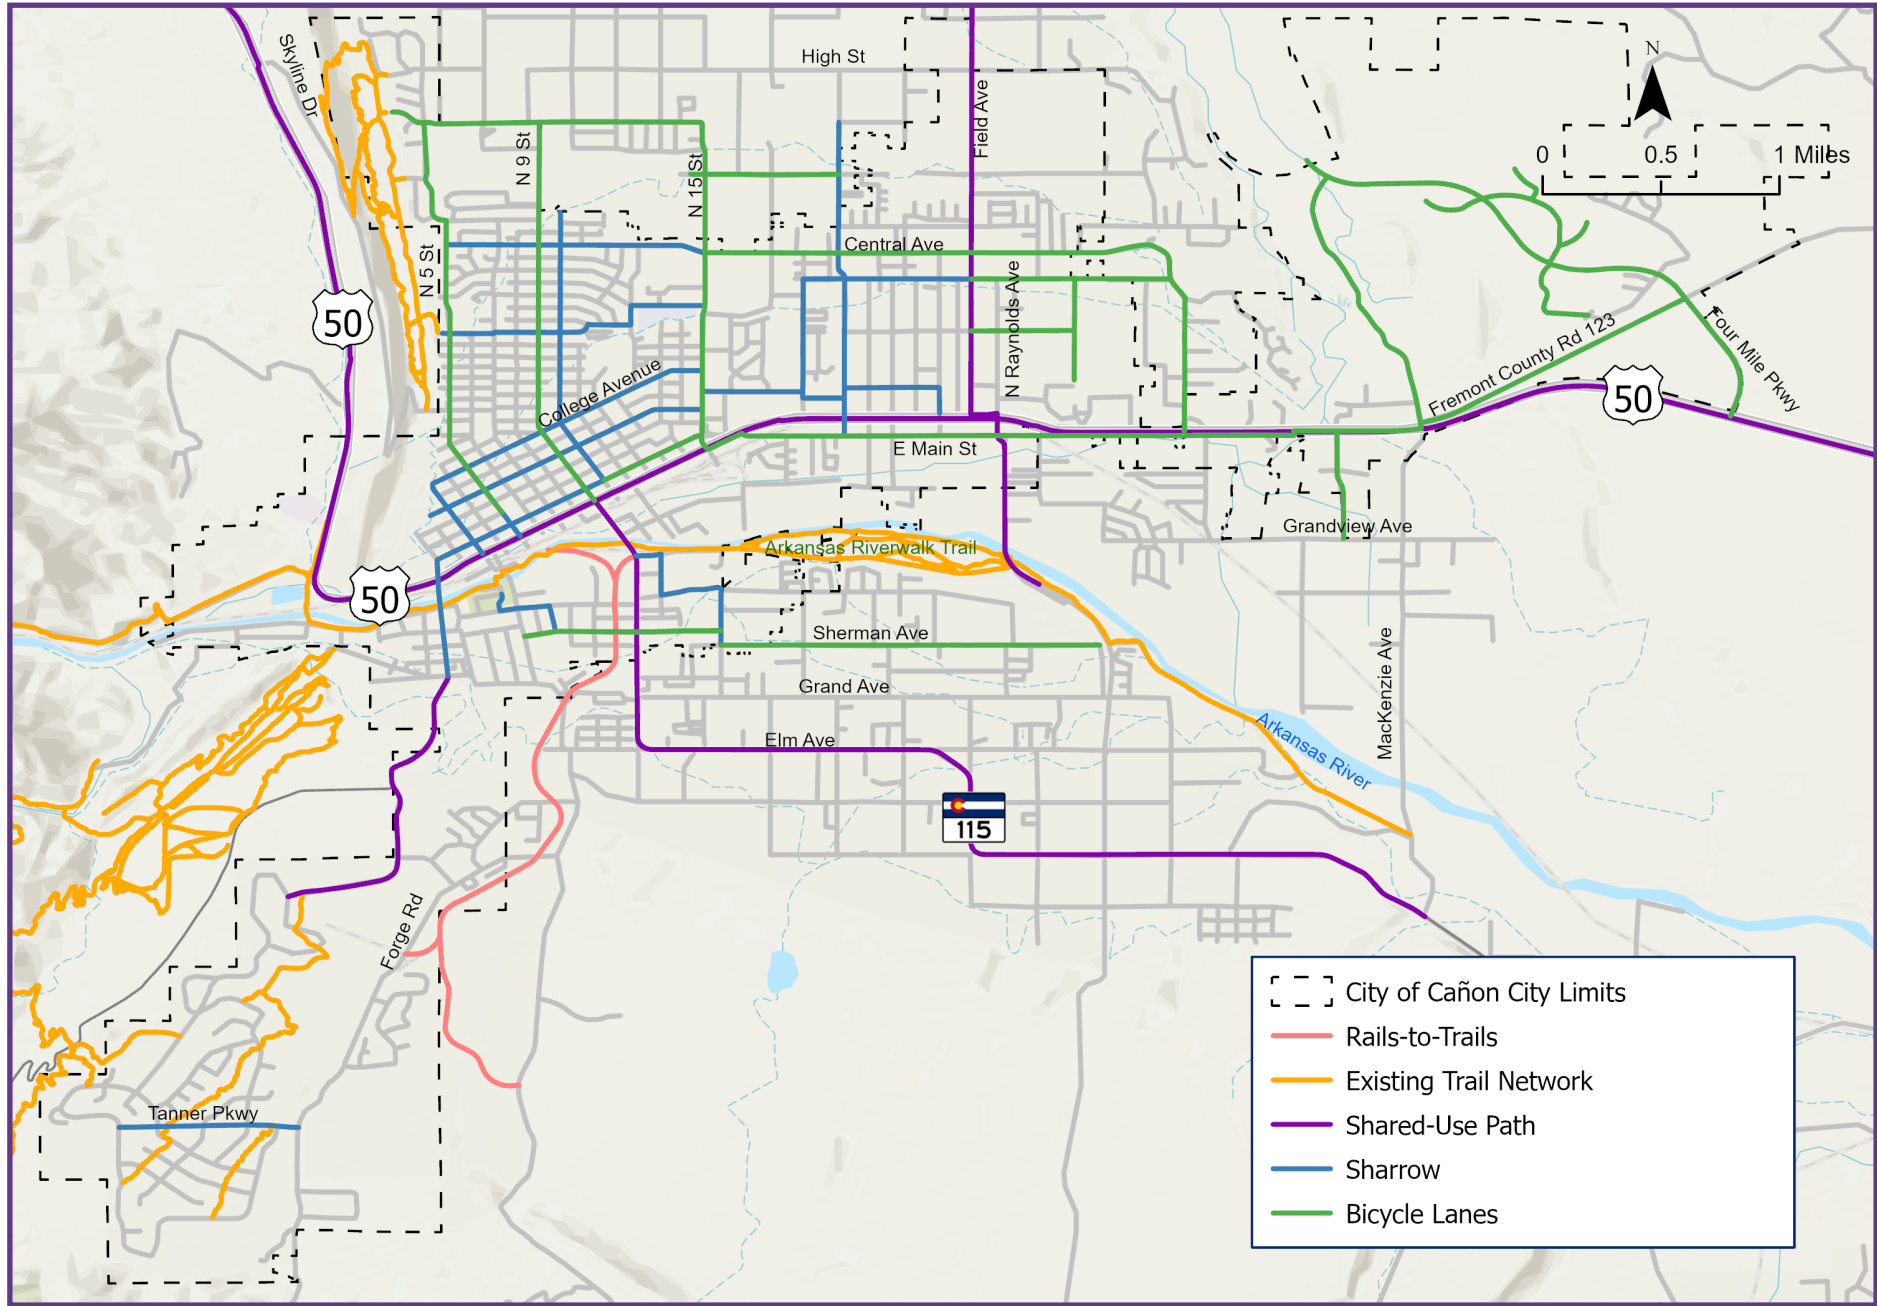 Skyline Dr
High St
Field Ave
N
0 0.5 1 Miles
N 9 St
N 15 St
N 5 St
Central Ave
N Raynolds Ave
50
College Avenue
Fremont County Rd 123
Four Mile Pkwy
50
E Main St
Grandview Ave
Arkansas Riverwalk Trail
50
Sherman Ave
Grand Ave
MacKenzie Ave
Arkansas River
Elm Ave
115
Forge Rd
Tanner Pkwy
City of Cañon City Limits
Rails-to-Trails
Existing Trail Network
Shared-Use Path
Sharrow
Bicycle Lanes